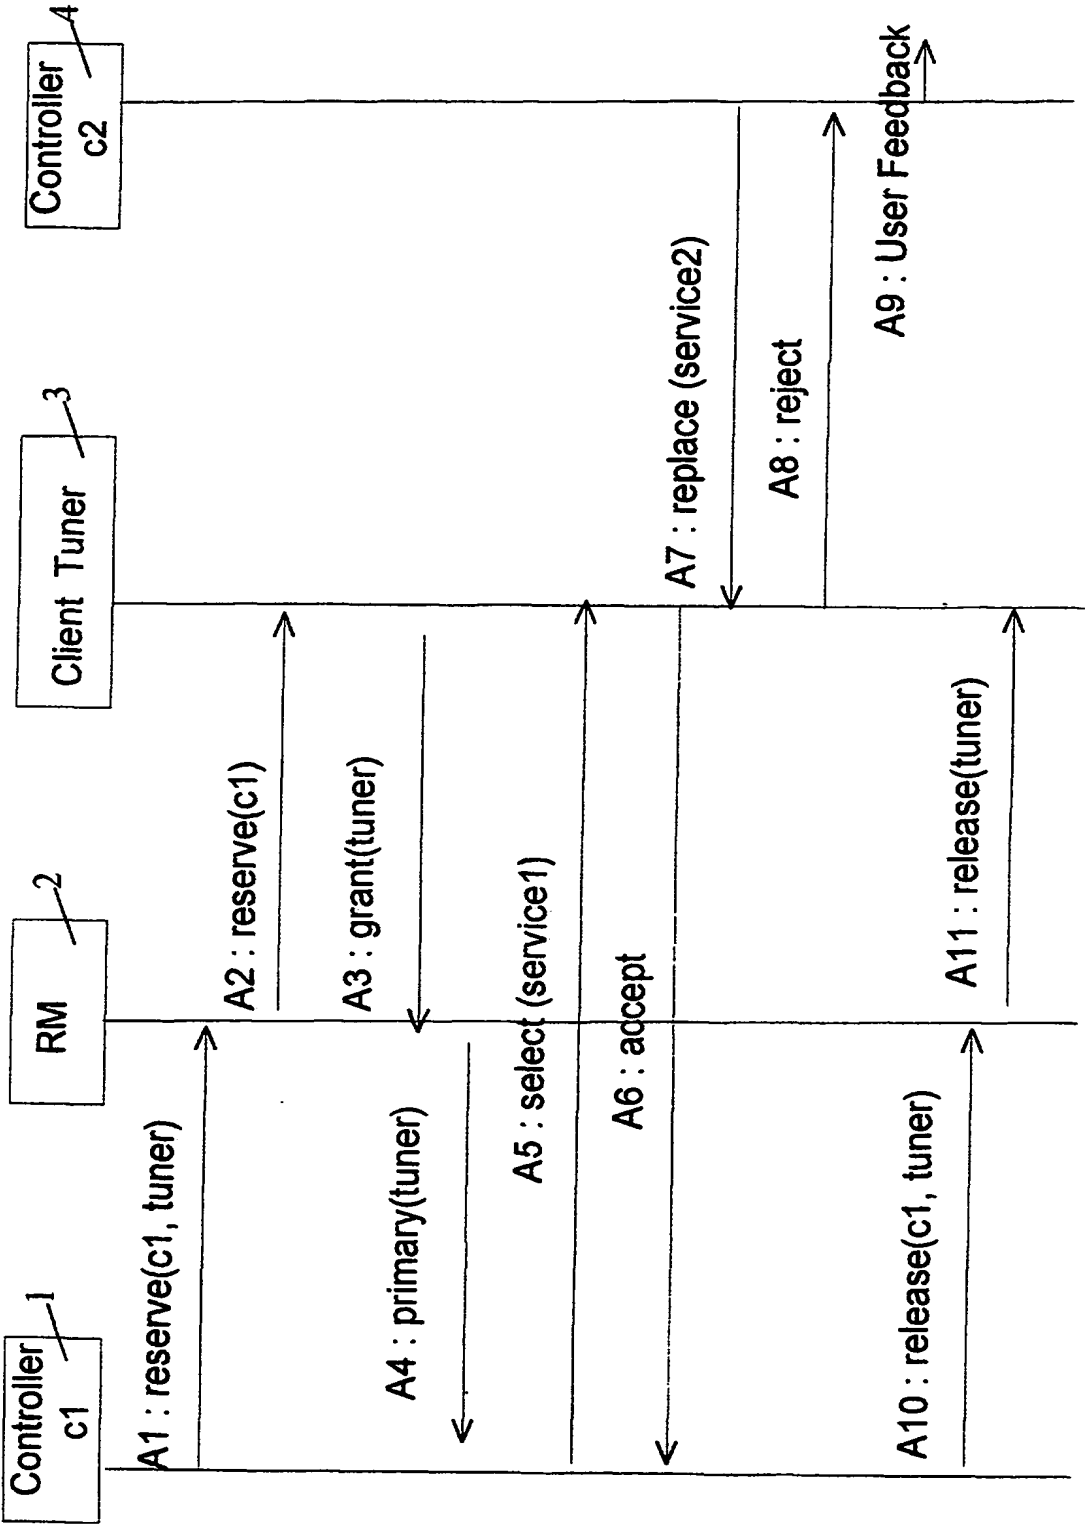 Controller
c1
1
RM
2
Client Tuner
3
Controller
c2
4
A1 : reserve(c1, tuner)
A2 : reserve(c1)
A3 : grant(tuner)
A4 : primary(tuner)
A5 : select (service1)
A6 : accept
A7 : replace (service2)
A8 : reject
A9 : User Feedback
A10 : release(c1, tuner)
A11 : release(tuner)